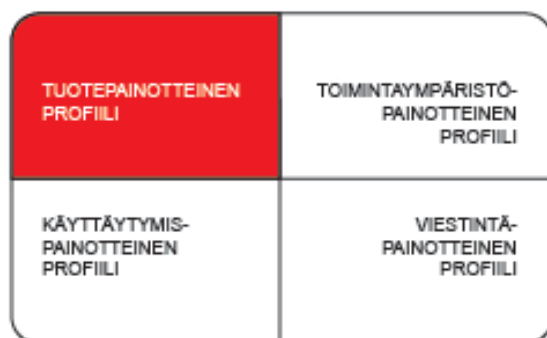 TUOTEPAINOTTEINEN
PROFIILI
TOIMINTAYMPÄRISTÖ-
PAINOTTEINEN
PROFIILI
KÄYTTÄYTYMIS-
PAINOTTEINEN
PROFIILI
VIESTINTÄ-
PAINOTTEINEN
PROFIILI